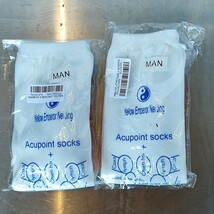 MAN
Yellow Emperor Nei Jing
Acupoint socks
+
MAN
Yellow Emperor Nei Jing
Acupoint socks
+